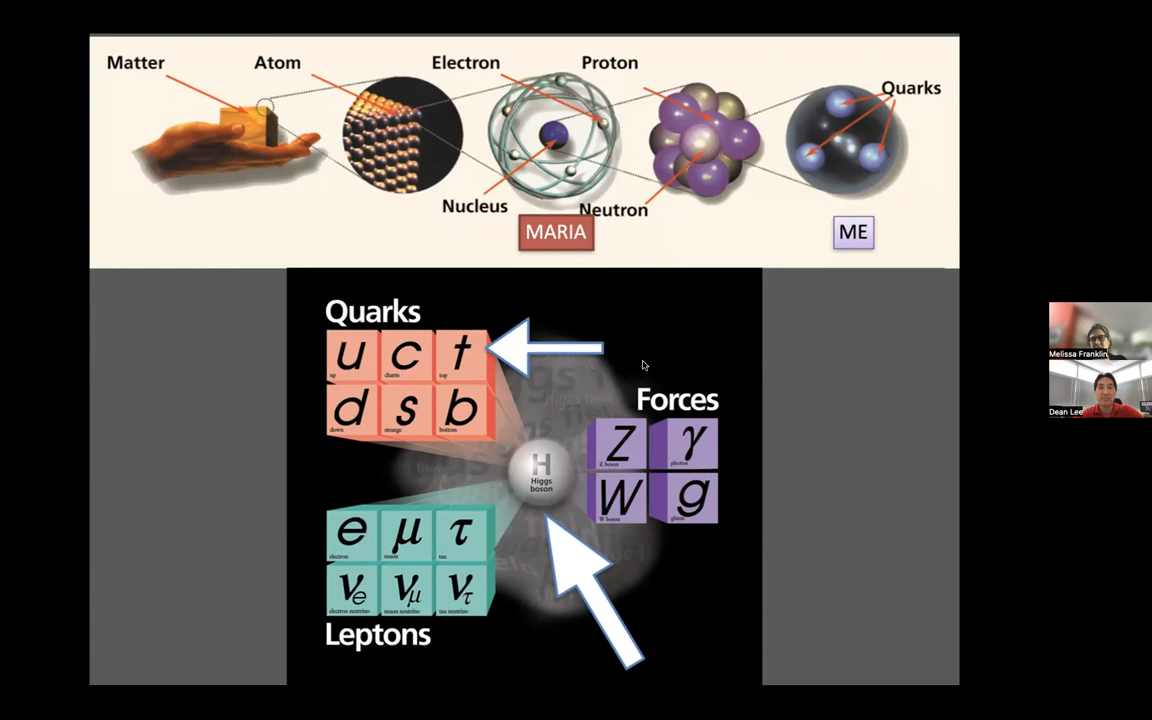 Matter
Atom
Electron
Proton
Quarks
Nucleus
Neutron
MARIA
ME
Quarks
u c t
up charm top
d s b
down strange bottom
Forces
Z γ
Z boson photon
W g
W boson gluon
H
Higgs
boson
e μ τ
electron muon tau
νe νμ ντ
electron neutrino muon neutrino tau neutrino
Leptons
Melissa Franklin
Dean Lee